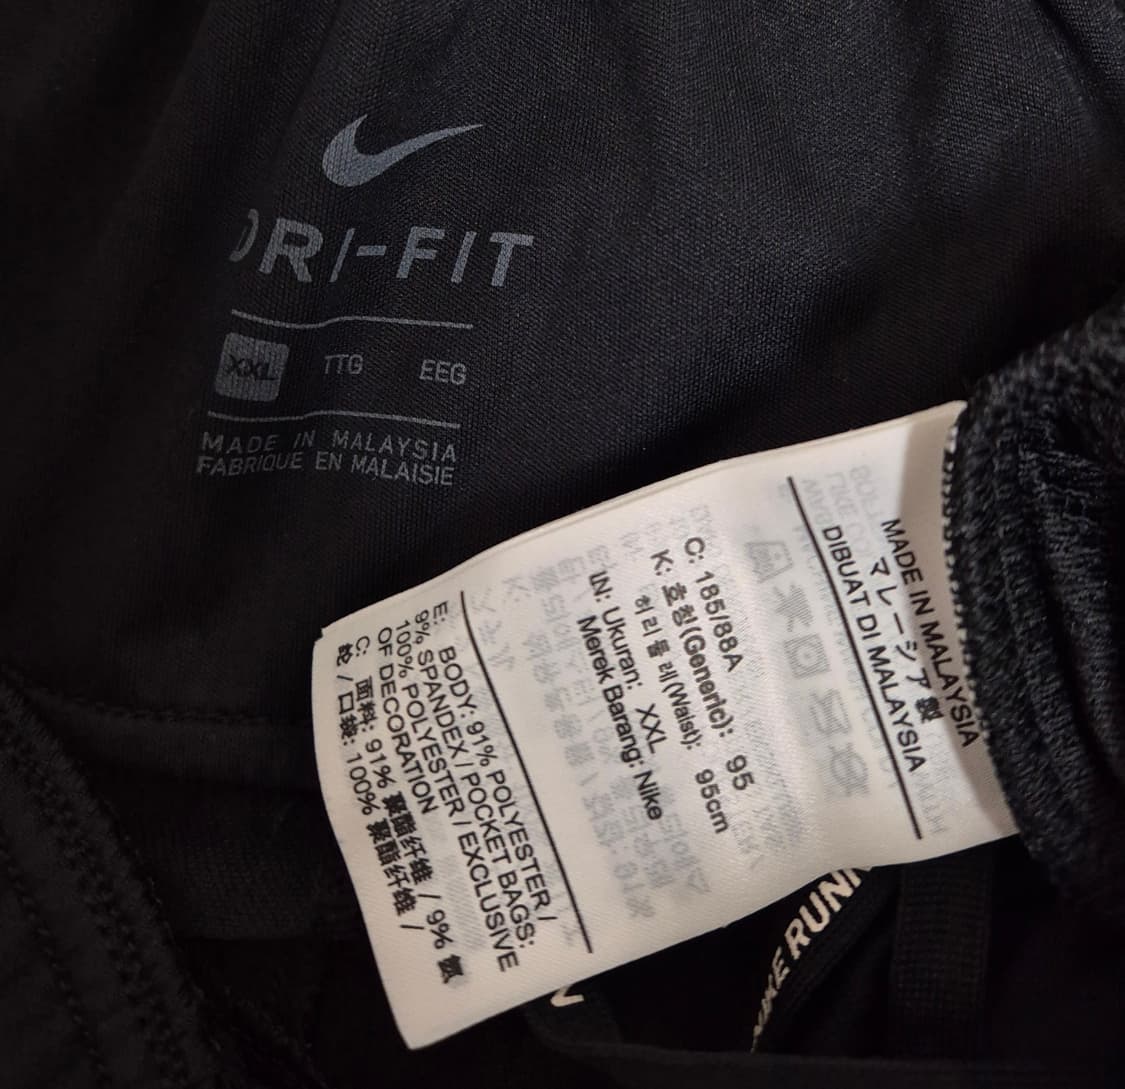 DRI-FIT
XXL TTG EEG
MADE IN MALAYSIA
FABRIQUE EN MALAISIE
MADE IN MALAYSIA
マレーシア製
DIBUAT DI MALAYSIA
C: 185/88A
K: 호칭(Generic): 95
허리둘레(Waist): 95cm
IN: Ukuran: XXL
Merek Barang: Nike
E: BODY: 91% POLYESTER /
9% SPANDEX / POCKET BAGS:
100% POLYESTER / EXCLUSIVE
OF DECORATION
C: 面料: 91% 聚酯纤维 / 9% 氨
纶 / 口袋: 100% 聚酯纤维 /
NIKE RUNN